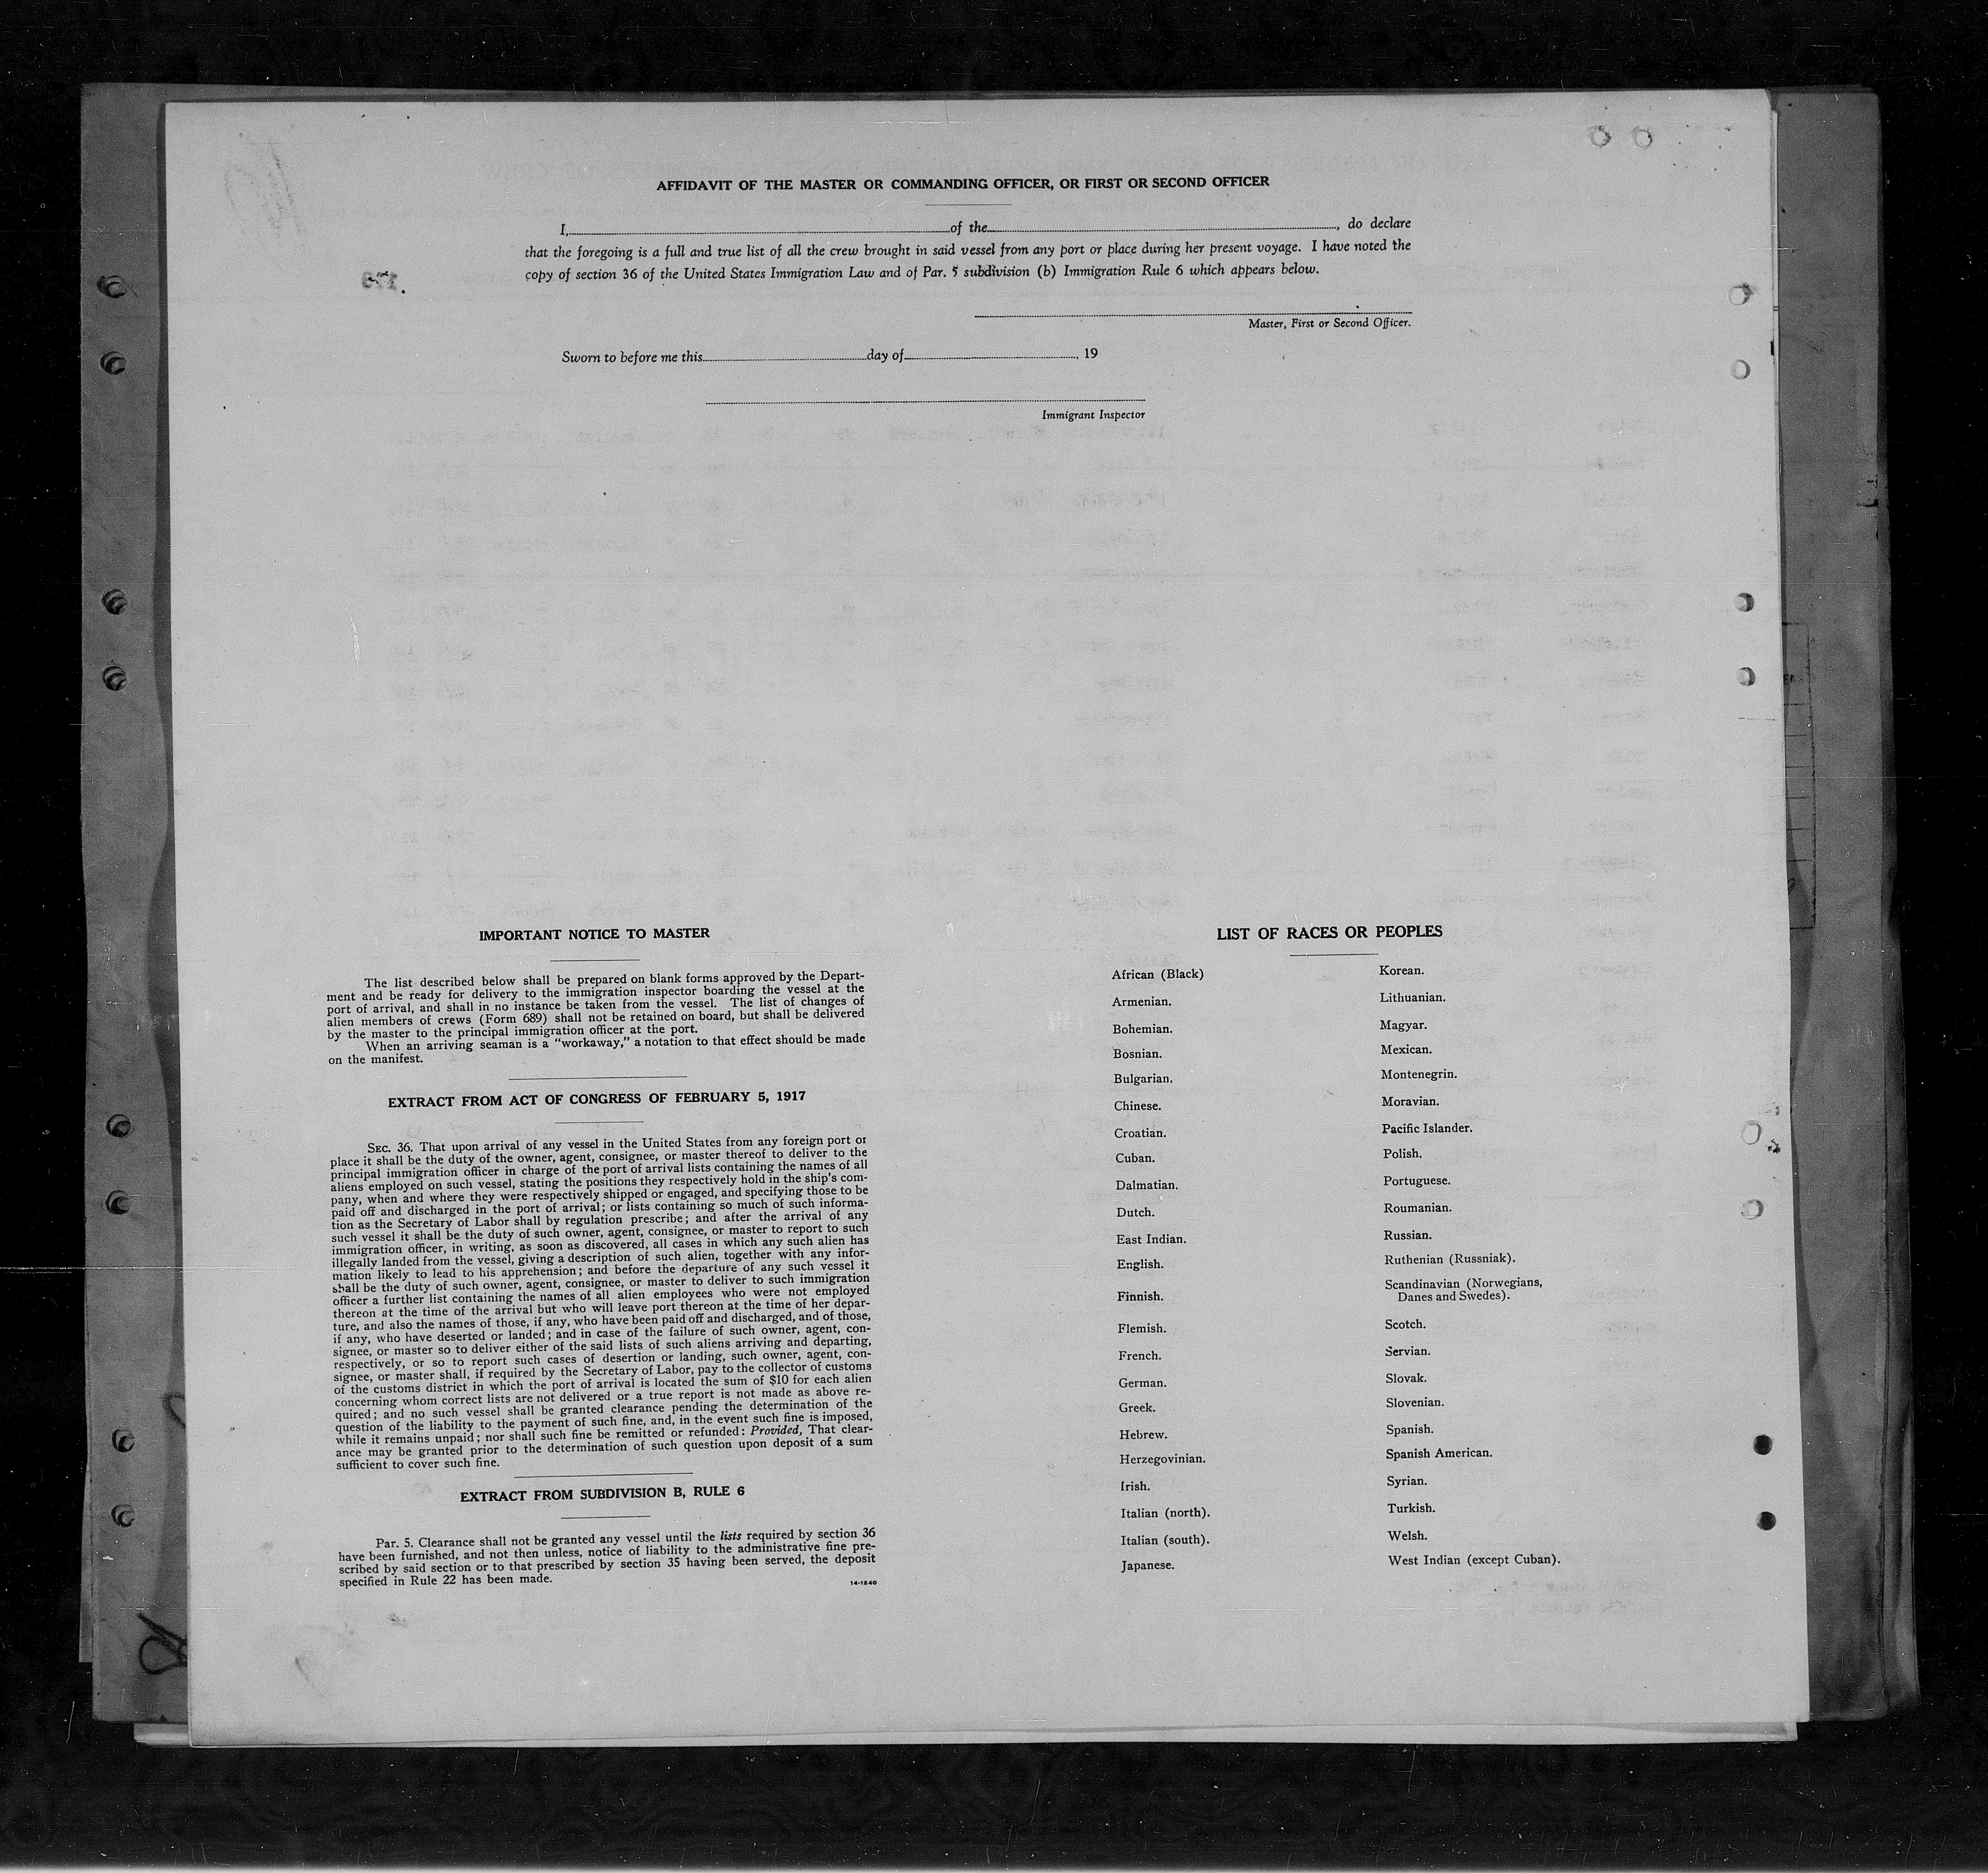 AFFIDAVIT OF THE MASTER OR COMMANDING OFFICER, OR FIRST OR SECOND OFFICER
I, of the , do declare
that the foregoing is a full and true list of all the crew brought in said vessel from any port or place during her present voyage. I have noted the
copy of section 36 of the United States Immigration Law and of Par. 5 subdivision (b) Immigration Rule 6 which appears below.
Master, First or Second Officer.
Sworn to before me this day of , 19
Immigrant Inspector
IMPORTANT NOTICE TO MASTER
The list described below shall be prepared on blank forms approved by the Depart-
ment and be ready for delivery to the immigration inspector boarding the vessel at the
port of arrival, and shall in no instance be taken from the vessel. The list of changes of
alien members of crews (Form 689) shall not be retained on board, but shall be delivered
by the master to the principal immigration officer at the port.
When an arriving seaman is a "workaway," a notation to that effect should be made
on the manifest.
EXTRACT FROM ACT OF CONGRESS OF FEBRUARY 5, 1917
SEC. 36. That upon arrival of any vessel in the United States from any foreign port or
place it shall be the duty of the owner, agent, consignee, or master thereof to deliver to the
principal immigration officer in charge of the port of arrival lists containing the names of all
aliens employed on such vessel, stating the positions they respectively hold in the ship's com-
pany, when and where they were respectively shipped or engaged, and specifying those to be
paid off and discharged in the port of arrival; or lists containing so much of such informa-
tion as the Secretary of Labor shall by regulation prescribe; and after the arrival of any
such vessel it shall be the duty of such owner, agent, consignee, or master to report to such
immigration officer, in writing, as soon as discovered, all cases in which any such alien has
illegally landed from the vessel, giving a description of such alien, together with any infor-
mation likely to lead to his apprehension; and before the departure of any such vessel it
shall be the duty of such owner, agent, consignee, or master to deliver to such immigration
officer a further list containing the names of all alien employees who were not employed
thereon at the time of the arrival but who will leave port thereon at the time of her depar-
ture, and also the names of those, if any, who have been paid off and discharged, and of those,
if any, who have deserted or landed; and in case of the failure of such owner, agent, con-
signee, or master so to deliver either of the said lists of such aliens arriving and departing,
respectively, or so to report such cases of desertion or landing, such owner, agent, con-
signee, or master shall, if required by the Secretary of Labor, pay to the collector of customs
of the customs district in which the port of arrival is located the sum of $10 for each alien
concerning whom correct lists are not delivered or a true report is not made as above re-
quired; and no such vessel shall be granted clearance pending the determination of the
question of the liability to the payment of such fine, and, in the event such fine is imposed,
while it remains unpaid; nor shall such fine be remitted or refunded: Provided, That clear-
ance may be granted prior to the determination of such question upon deposit of a sum
sufficient to cover such fine.
EXTRACT FROM SUBDIVISION B, RULE 6
Par. 5. Clearance shall not be granted any vessel until the lists required by section 36
have been furnished, and not then unless, notice of liability to the administrative fine pre-
scribed by said section or to that prescribed by section 35 having been served, the deposit
specified in Rule 22 has been made.
14-1240
LIST OF RACES OR PEOPLES
African (Black)
Armenian.
Bohemian.
Bosnian.
Bulgarian.
Chinese.
Croatian.
Cuban.
Dalmatian.
Dutch.
East Indian.
English.
Finnish.
Flemish.
French.
German.
Greek.
Hebrew.
Herzegovinian.
Irish.
Italian (north).
Italian (south).
Japanese.
Korean.
Lithuanian.
Magyar.
Mexican.
Montenegrin.
Moravian.
Pacific Islander.
Polish.
Portuguese.
Roumanian.
Russian.
Ruthenian (Russniak).
Scandinavian (Norwegians,
Danes and Swedes).
Scotch.
Servian.
Slovak.
Slovenian.
Spanish.
Spanish American.
Syrian.
Turkish.
Welsh.
West Indian (except Cuban).